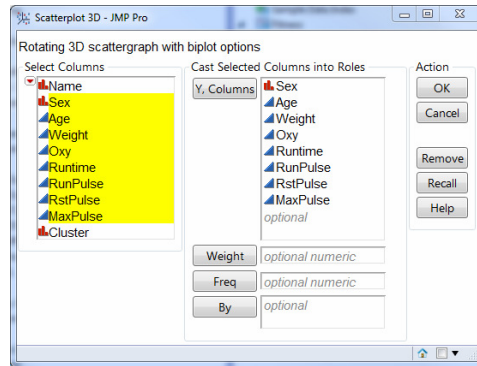 Scatterplot 3D - JMP Pro
Rotating 3D scattergraph with biplot options
Select Columns
Name
Sex
Age
Weight
Oxy
Runtime
RunPulse
RstPulse
MaxPulse
Cluster
Cast Selected Columns into Roles
Y, Columns
Sex
Age
Weight
Oxy
Runtime
RunPulse
RstPulse
MaxPulse
optional
Weight
optional numeric
Freq
optional numeric
By
optional
Action
OK
Cancel
Remove
Recall
Help